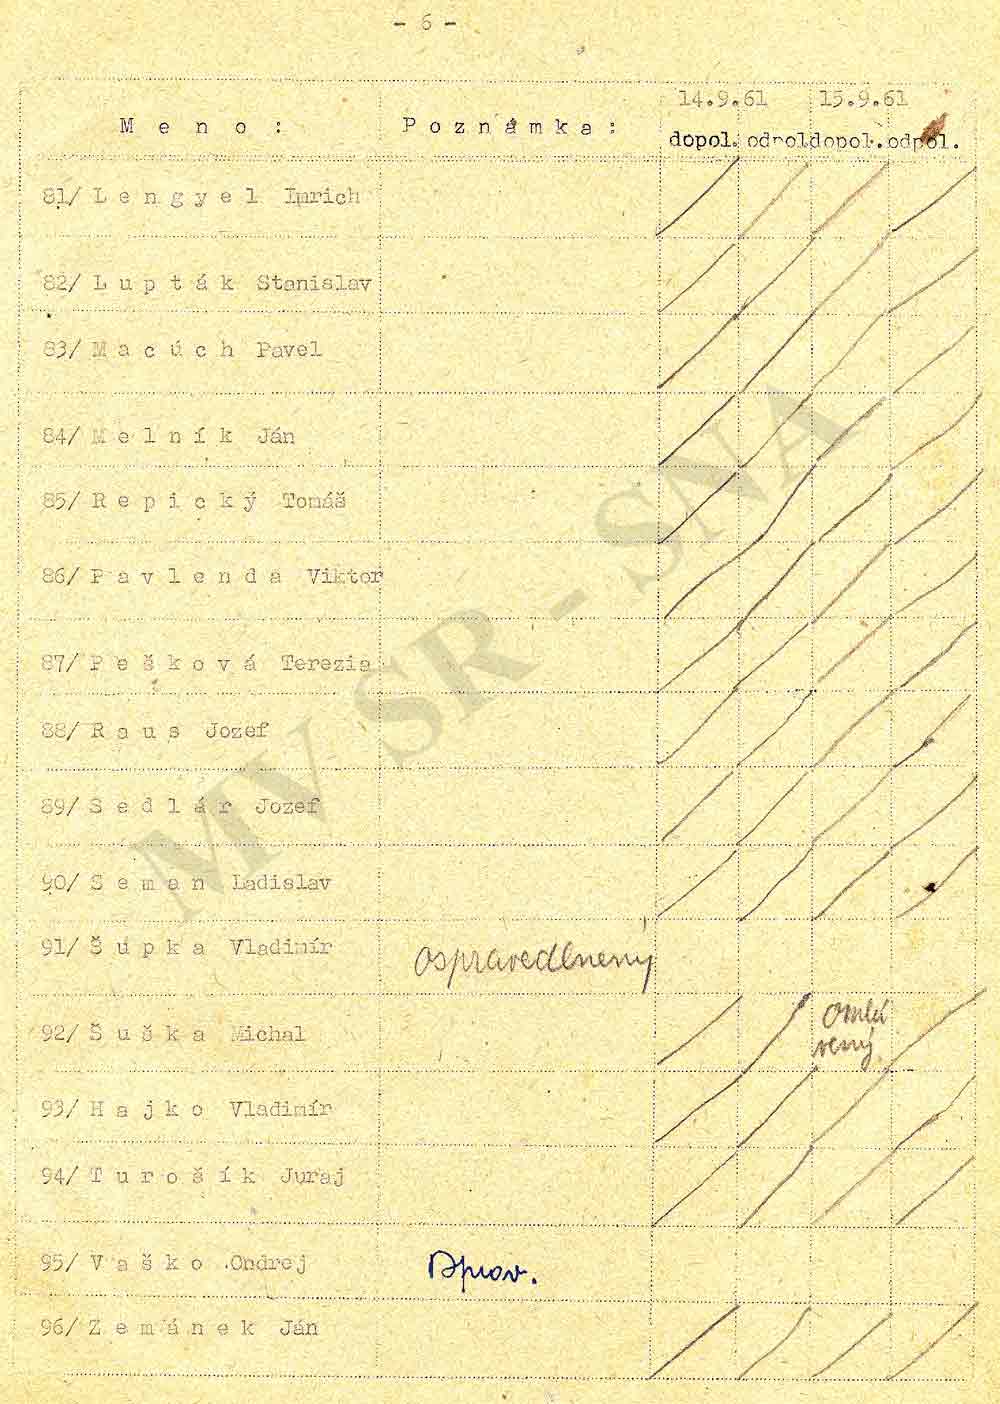 - 6 -
14.9.61 15.9.61
M e n o : P o z n á m k a :
dopol. odpol dopol. odpol.
81/ L e n g y e l Imrich
82/ L u p t á k Stanislav
83/ M a c ú c h Pavel
84/ M e l n í k Ján
85/ R e p i c k ý Tomáš
86/ P a v l e n d a Viktor
87/ P e š k o v á Terezia
88/ R a u s Jozef
89/ S e d l á r Jozef
90/ S e m a n Ladislav
91/ Š u p k a Vladimír ospravedlnený
92/ Š u š k a Michal omlu
vený
93/ H a j k o Vladimír
94/ T u r o š í k Juraj
95/ V a š k o Ondrej
96/ Z e m á n e k Ján
MV SR - SNA